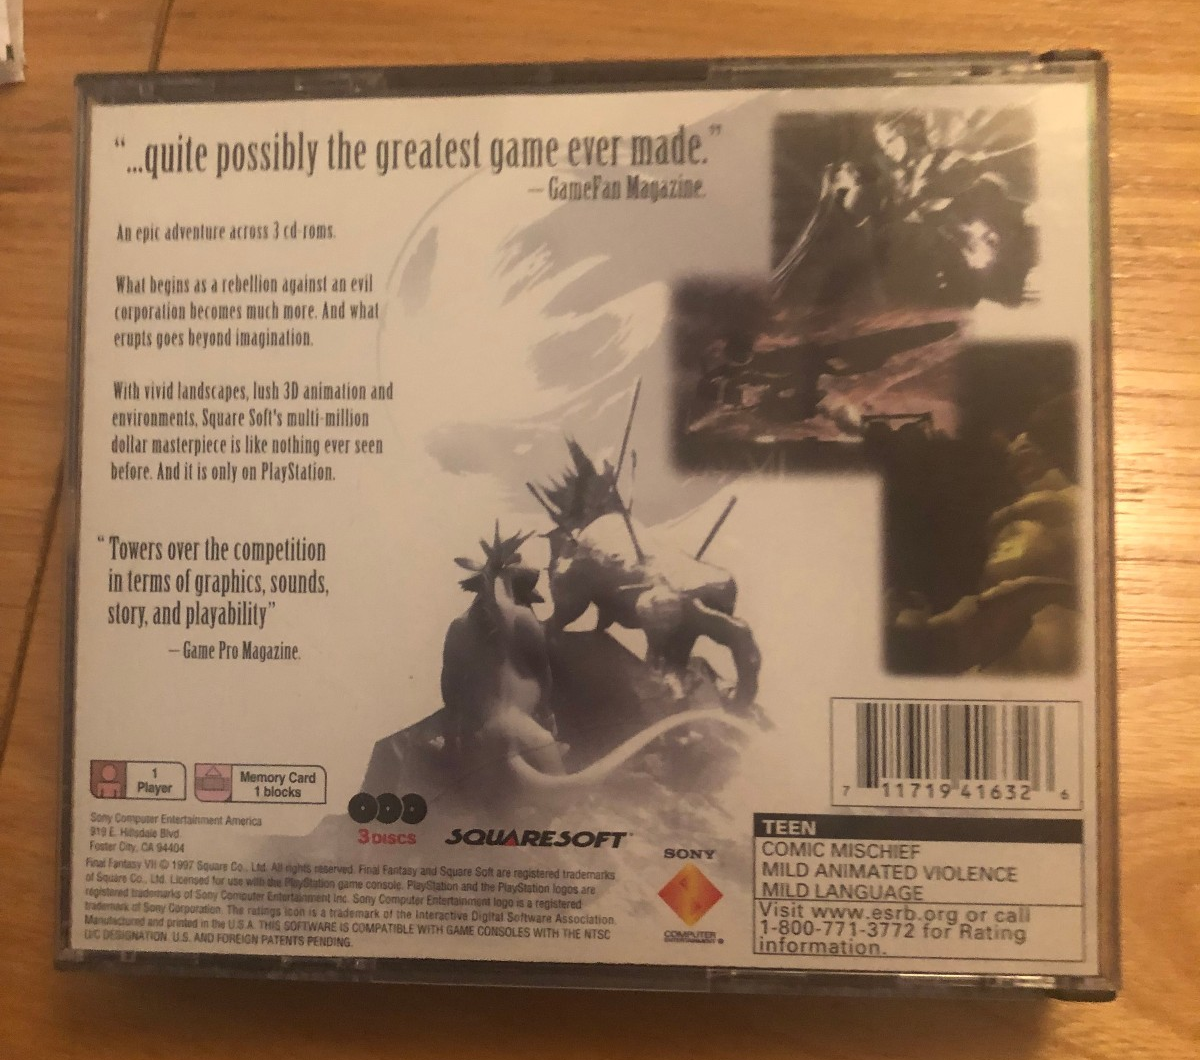 “...quite possibly the greatest game ever made.”
– GameFan Magazine.
An epic adventure across 3 cd-roms.
What begins as a rebellion against an evil
corporation becomes much more. And what
erupts goes beyond imagination.
With vivid landscapes, lush 3D animation and
environments, Square Soft's multi-million
dollar masterpiece is like nothing ever seen
before. And it is only on PlayStation.
“Towers over the competition
in terms of graphics, sounds,
story, and playability”
– Game Pro Magazine.
1
Player
Memory Card
1 blocks
3 DISCS
SQUARESOFT
Sony Computer Entertainment America
919 E. Hillsdale Blvd.
Foster City, CA 94404
Final Fantasy VII © 1997 Square Co., Ltd. All rights reserved. Final Fantasy and Square Soft are registered trademarks
of Square Co., Ltd. Licensed for use with the PlayStation game console. PlayStation and the PlayStation logos are
registered trademarks of Sony Computer Entertainment Inc. Sony Computer Entertainment logo is a registered
trademark of Sony Corporation. The ratings icon is a trademark of the Interactive Digital Software Association.
Manufactured and printed in the U.S.A. THIS SOFTWARE IS COMPATIBLE WITH GAME CONSOLES WITH THE NTSC
U/C DESIGNATION. U.S. AND FOREIGN PATENTS PENDING.
SONY
COMPUTER
ENTERTAINMENT®
7 11719 41632 6
TEEN
COMIC MISCHIEF
MILD ANIMATED VIOLENCE
MILD LANGUAGE
Visit www.esrb.org or call
1-800-771-3772 for Rating
information.